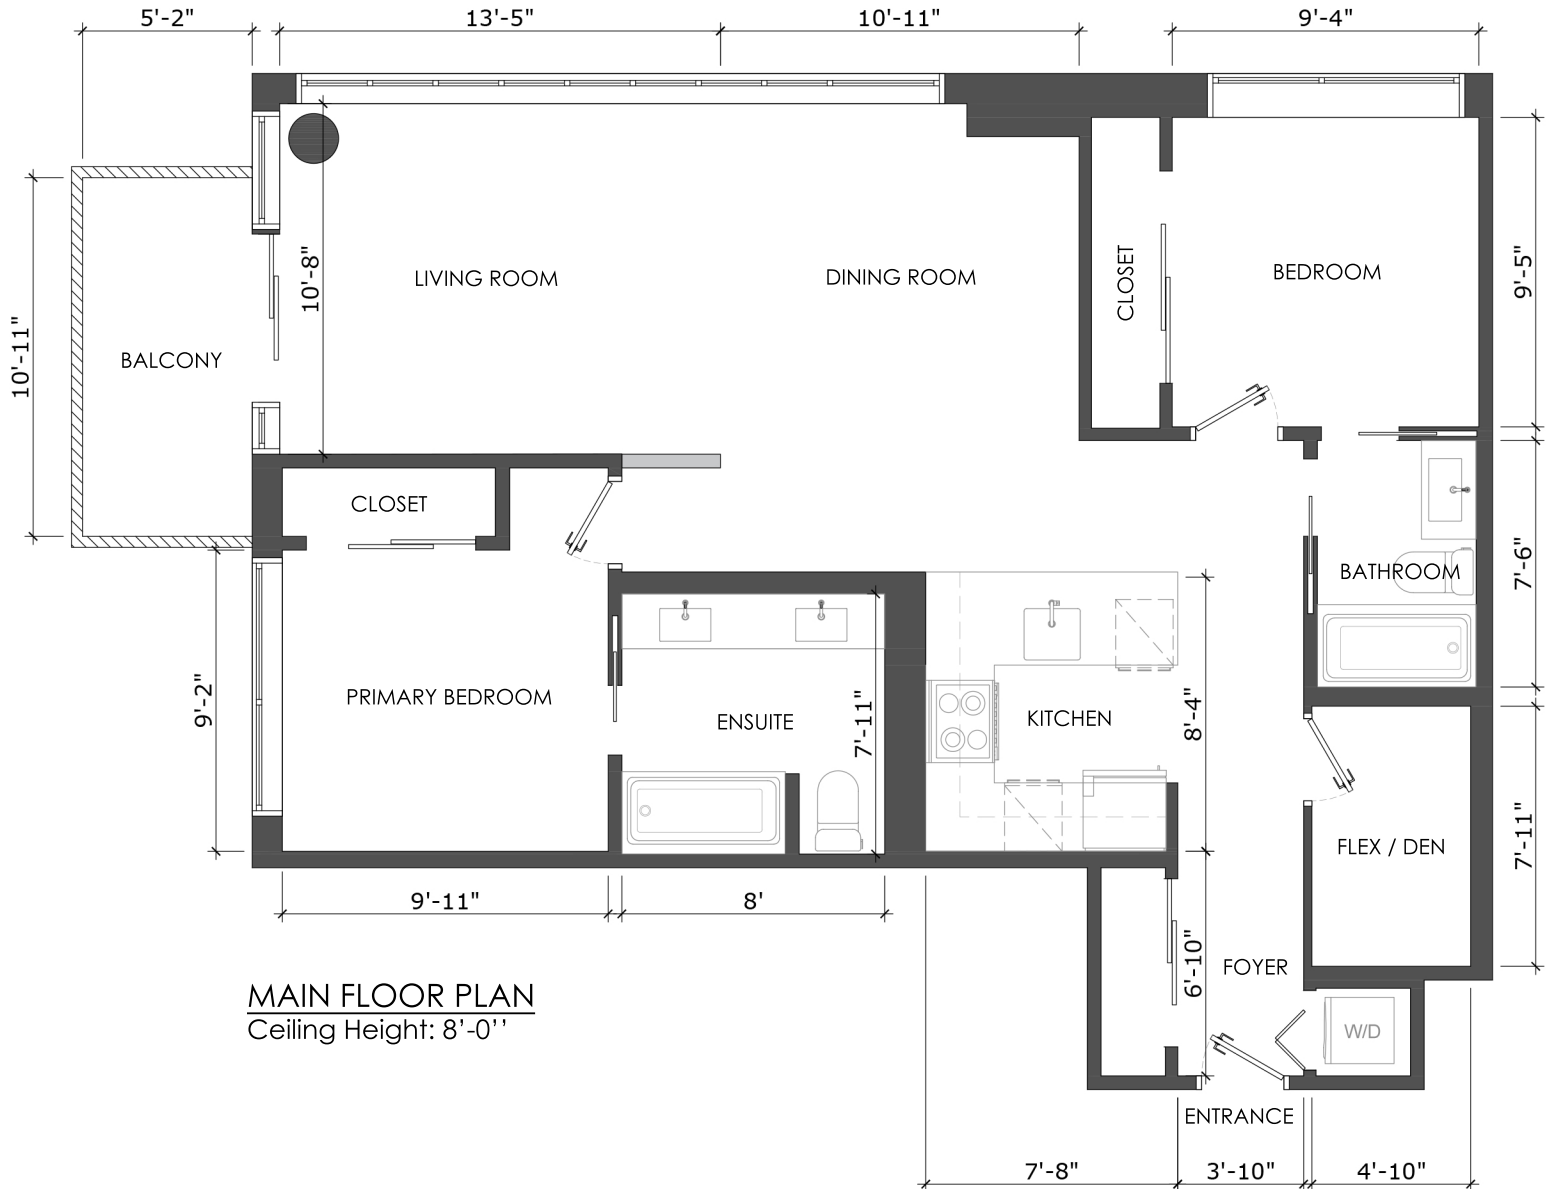 5'-2"
13'-5"
10'-11"
9'-4"
10'-8"
LIVING ROOM
DINING ROOM
CLOSET
BEDROOM
9'-5"
10'-11"
BALCONY
CLOSET
BATHROOM
7'-6"
9'-2"
PRIMARY BEDROOM
ENSUITE
7'-11"
KITCHEN
8'-4"
FLEX / DEN
7'-11"
9'-11"
8'
6'-10"
FOYER
W/D
MAIN FLOOR PLAN
Ceiling Height: 8'-0''
ENTRANCE
7'-8"
3'-10"
4'-10"